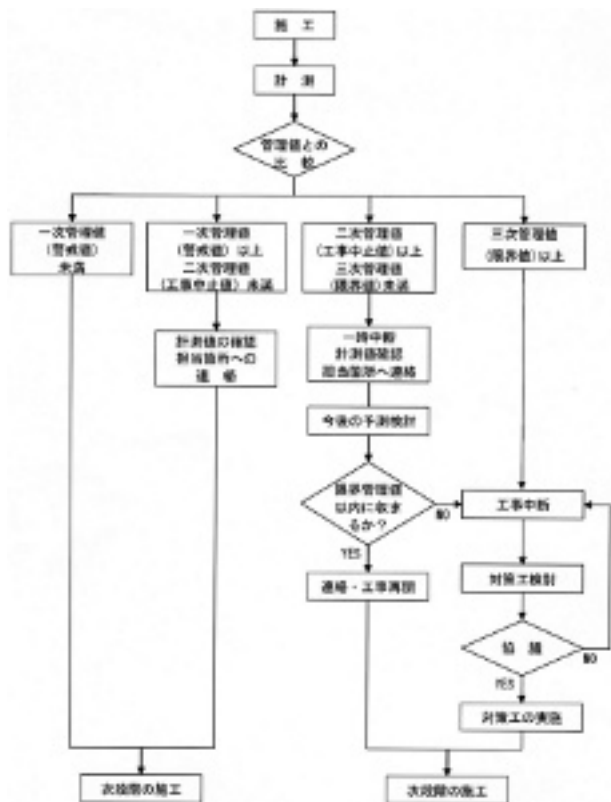 施工
計測
管理値との
比較
一次管理値
(警戒値)
未満
一次管理値
(警戒値)以上
二次管理値
(工事中止値)未満
二次管理値
(工事中止値)以上
三次管理値
(限界値)未満
三次管理値
(限界値)以上
計測値の確認
担当箇所への
連絡
一時中断
計測値確認
担当箇所へ連絡
今後の予測検討
限界管理値
以内に収ま
るか?
NO
YES
工事中断
連絡・工事再開
対策工検討
協議
NO
YES
対策工の実施
次段階の施工
次段階の施工